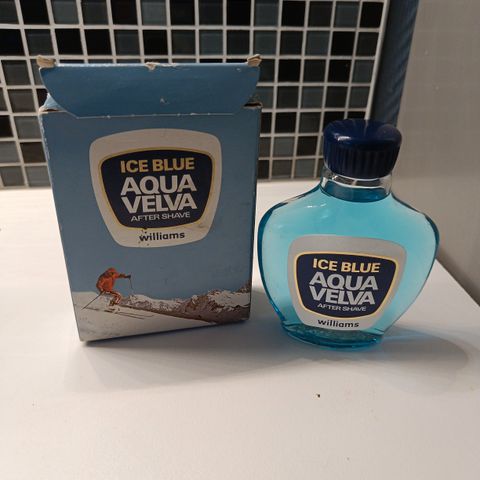 ICE BLUE
AQUA
VELVA
AFTER SHAVE
williams
ICE BLUE
AQUA
VELVA
AFTER SHAVE
williams